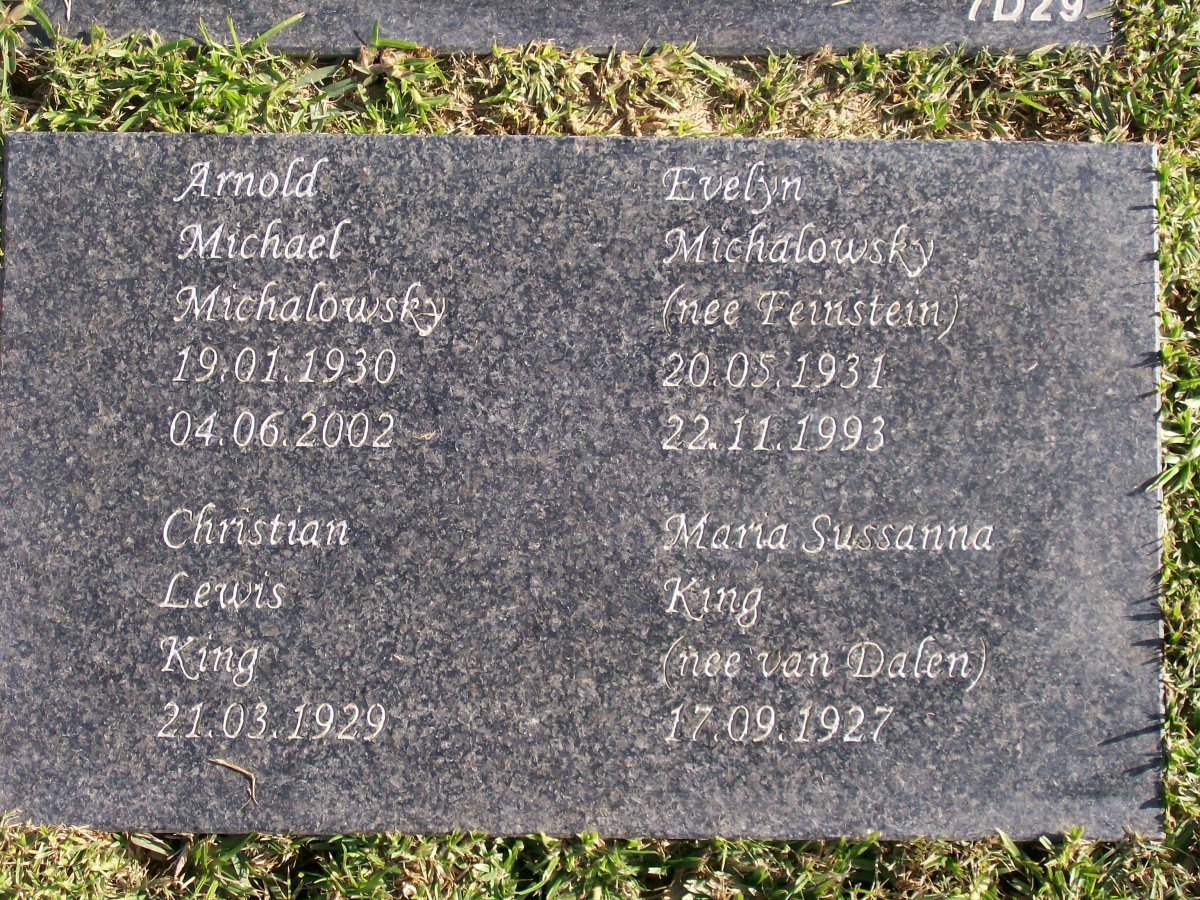 7D29
Arnold
Michael
Michalowsky
19.01.1930
04.06.2002
Evelyn
Michalowsky
(nee Feinstein)
20.05.1931
22.11.1993
Christian
Lewis
King
21.03.1929
Maria Sussanna
King
(nee van Dalen)
17.09.1927